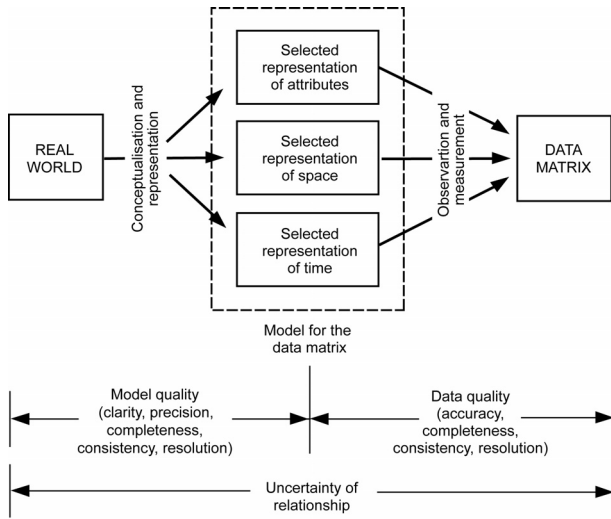 REAL
WORLD
Conceptualisation and
representation
Selected
representation
of attributes
Selected
representation
of space
Selected
representation
of time
Observartion and
measurement
DATA
MATRIX
Model for the
data matrix
Model quality
(clarity, precision,
completeness,
consistency, resolution)
Data quality
(accuracy,
completeness,
consistency, resolution)
Uncertainty of
relationship